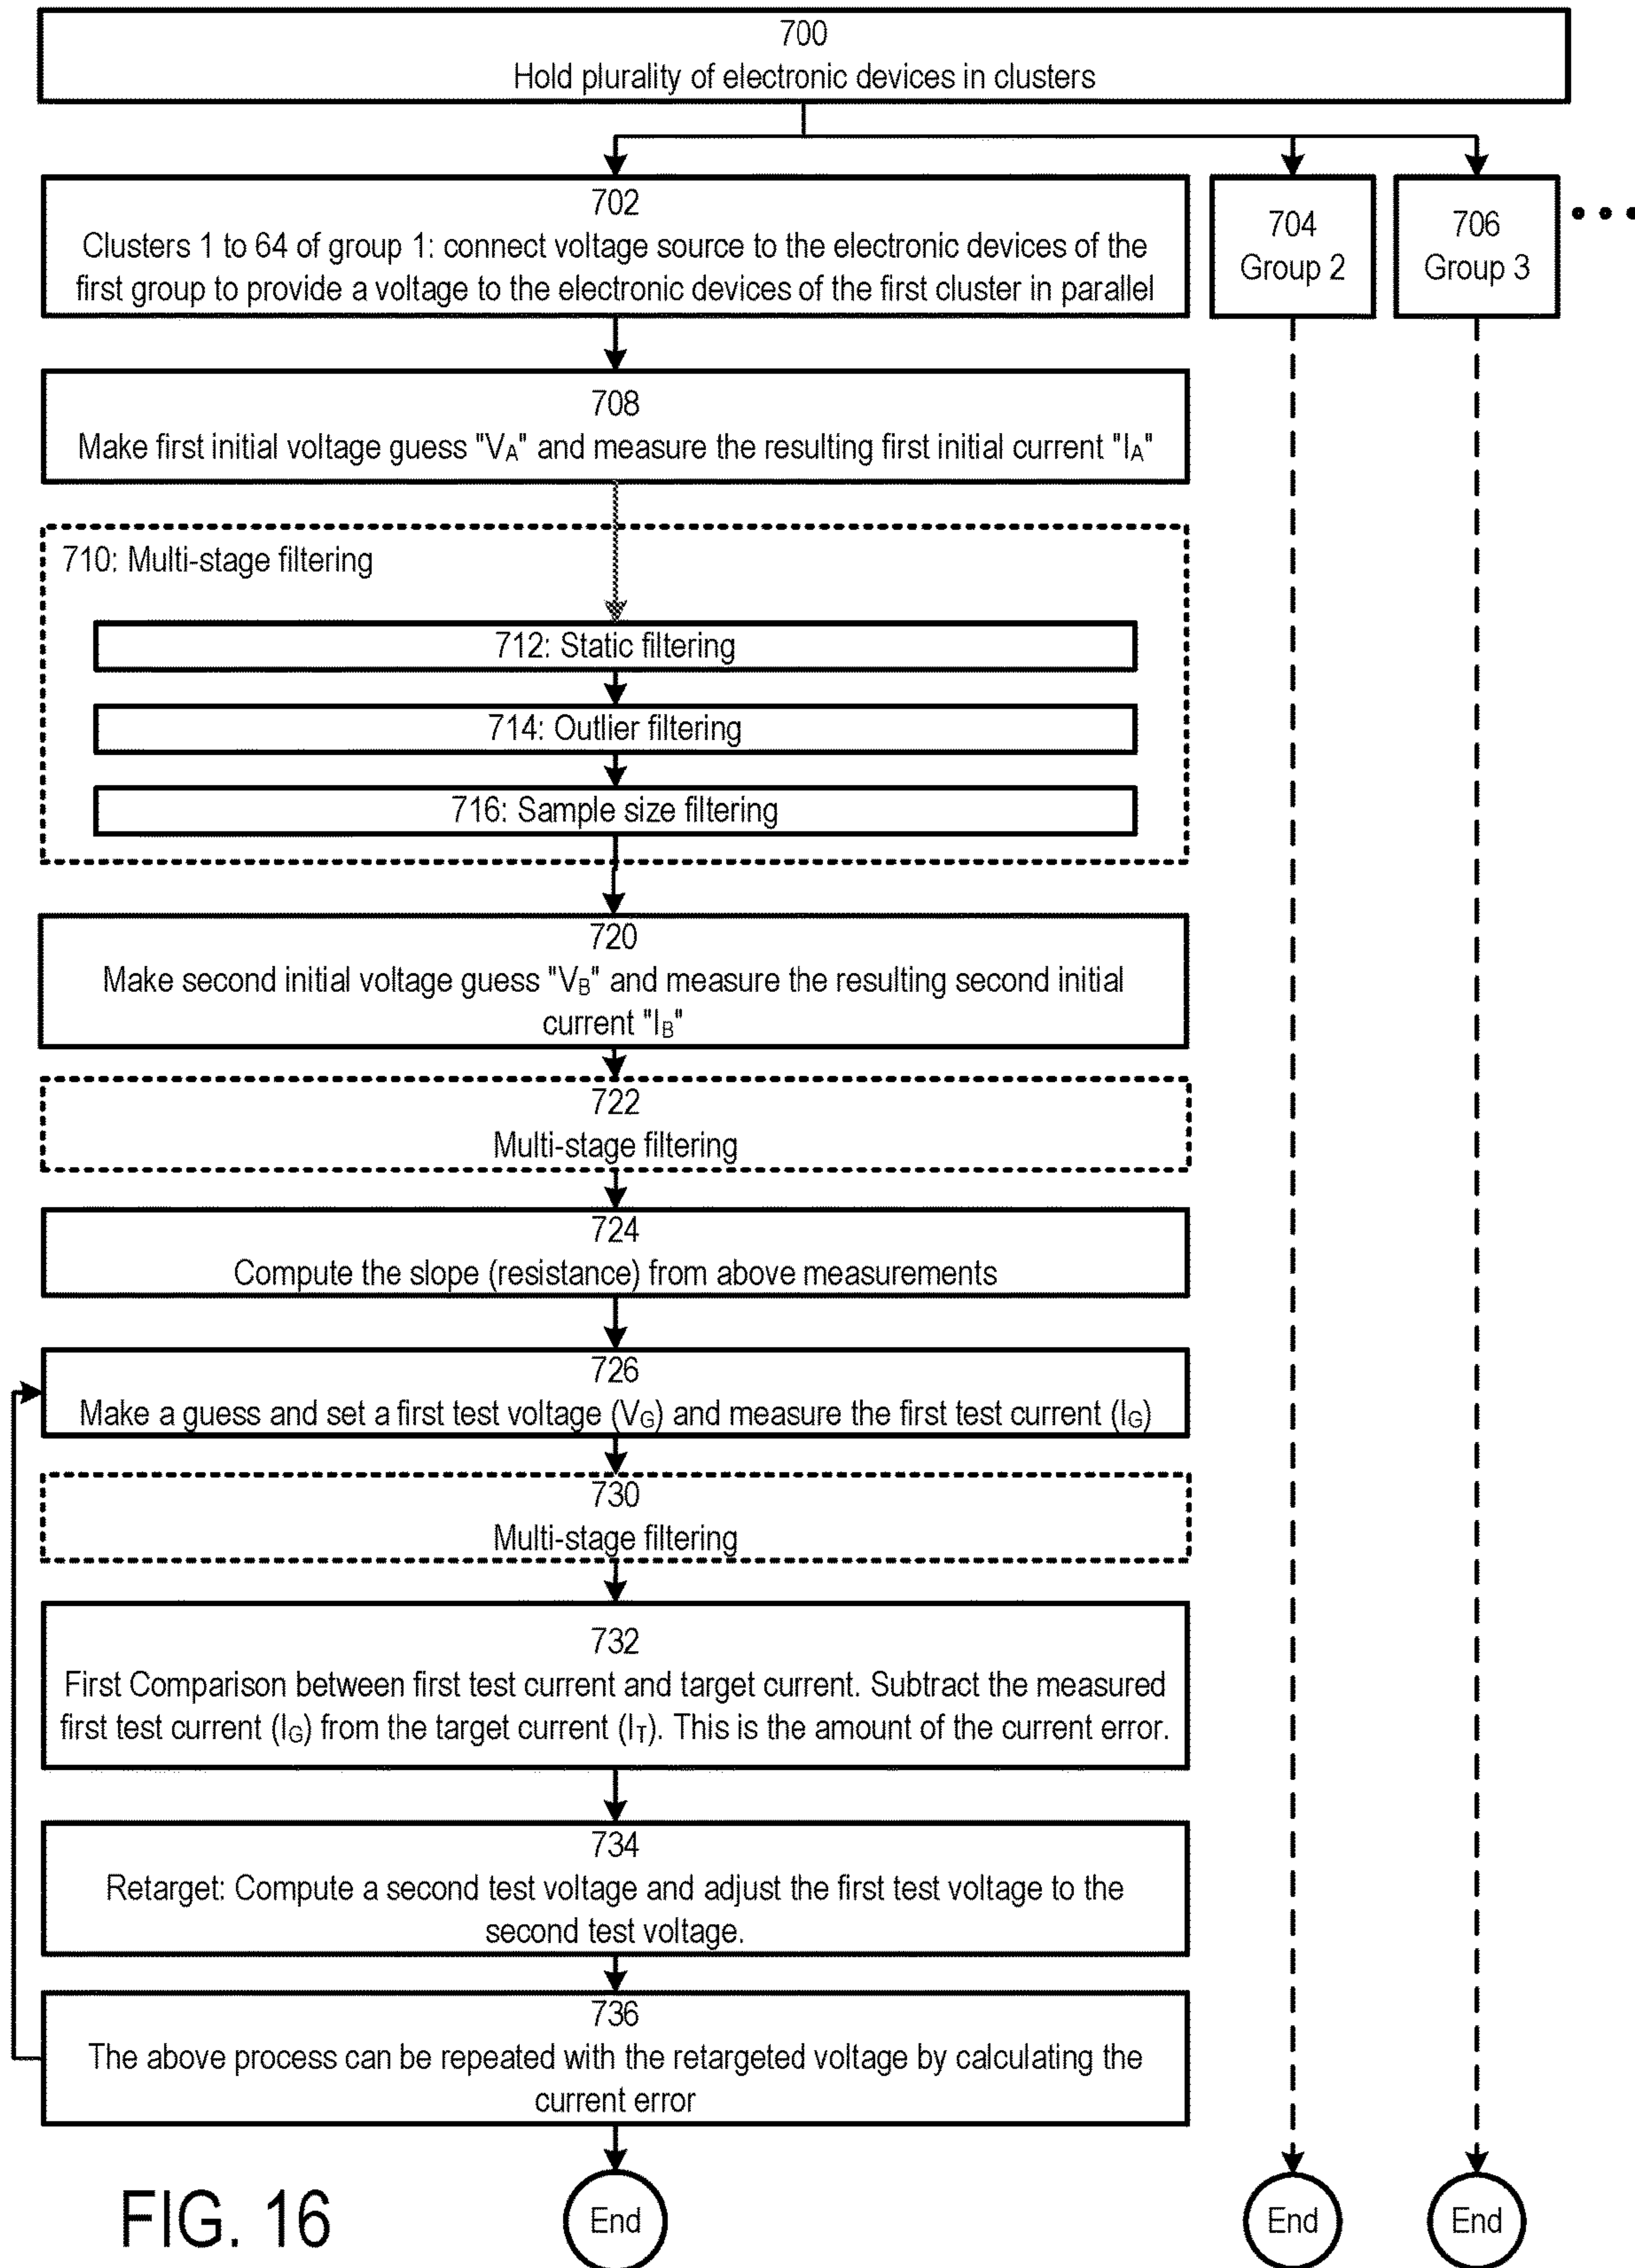 700
Hold plurality of electronic devices in clusters
702
Clusters 1 to 64 of group 1: connect voltage source to the electronic devices of the
first group to provide a voltage to the electronic devices of the first cluster in parallel
704
Group 2
706
Group 3
708
Make first initial voltage guess "VA" and measure the resulting first initial current "IA"
710: Multi-stage filtering
712: Static filtering
714: Outlier filtering
716: Sample size filtering
720
Make second initial voltage guess "VB" and measure the resulting second initial
current "IB"
722
Multi-stage filtering
724
Compute the slope (resistance) from above measurements
726
Make a guess and set a first test voltage (VG) and measure the first test current (IG)
730
Multi-stage filtering
732
First Comparison between first test current and target current. Subtract the measured
first test current (IG) from the target current (IT). This is the amount of the current error.
734
Retarget: Compute a second test voltage and adjust the first test voltage to the
second test voltage.
736
The above process can be repeated with the retargeted voltage by calculating the
current error
End
End
End
FIG. 16